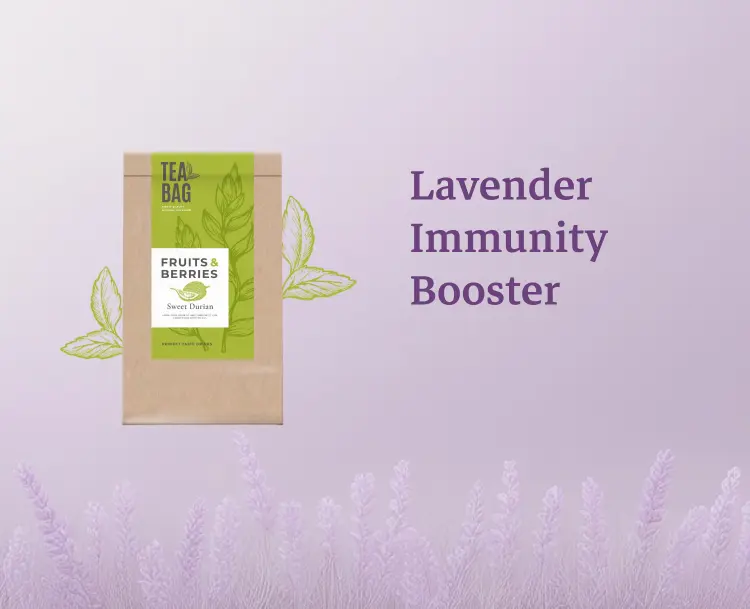 TEA
BAG
FRUITS &
BERRIES
Sweet Durian
Lavender
Immunity
Booster